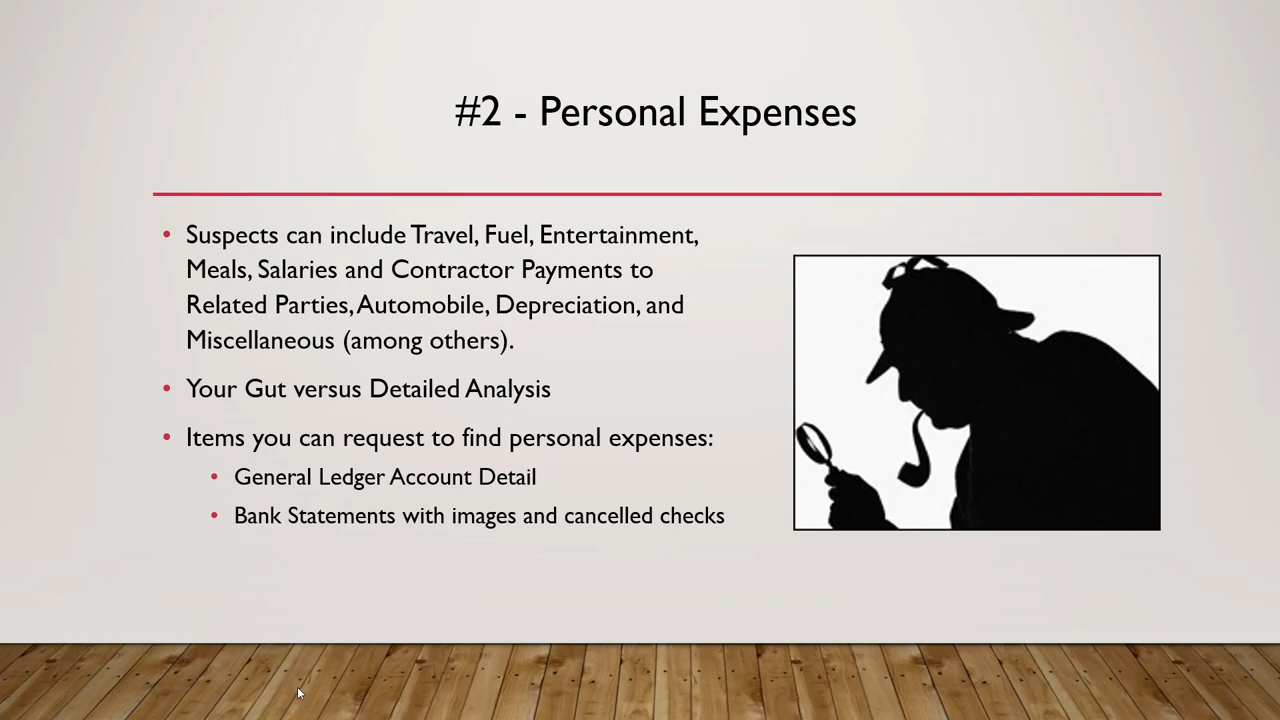 #2 - Personal Expenses
• Suspects can include Travel, Fuel, Entertainment,
Meals, Salaries and Contractor Payments to
Related Parties, Automobile, Depreciation, and
Miscellaneous (among others).
• Your Gut versus Detailed Analysis
• Items you can request to find personal expenses:
• General Ledger Account Detail
• Bank Statements with images and cancelled checks